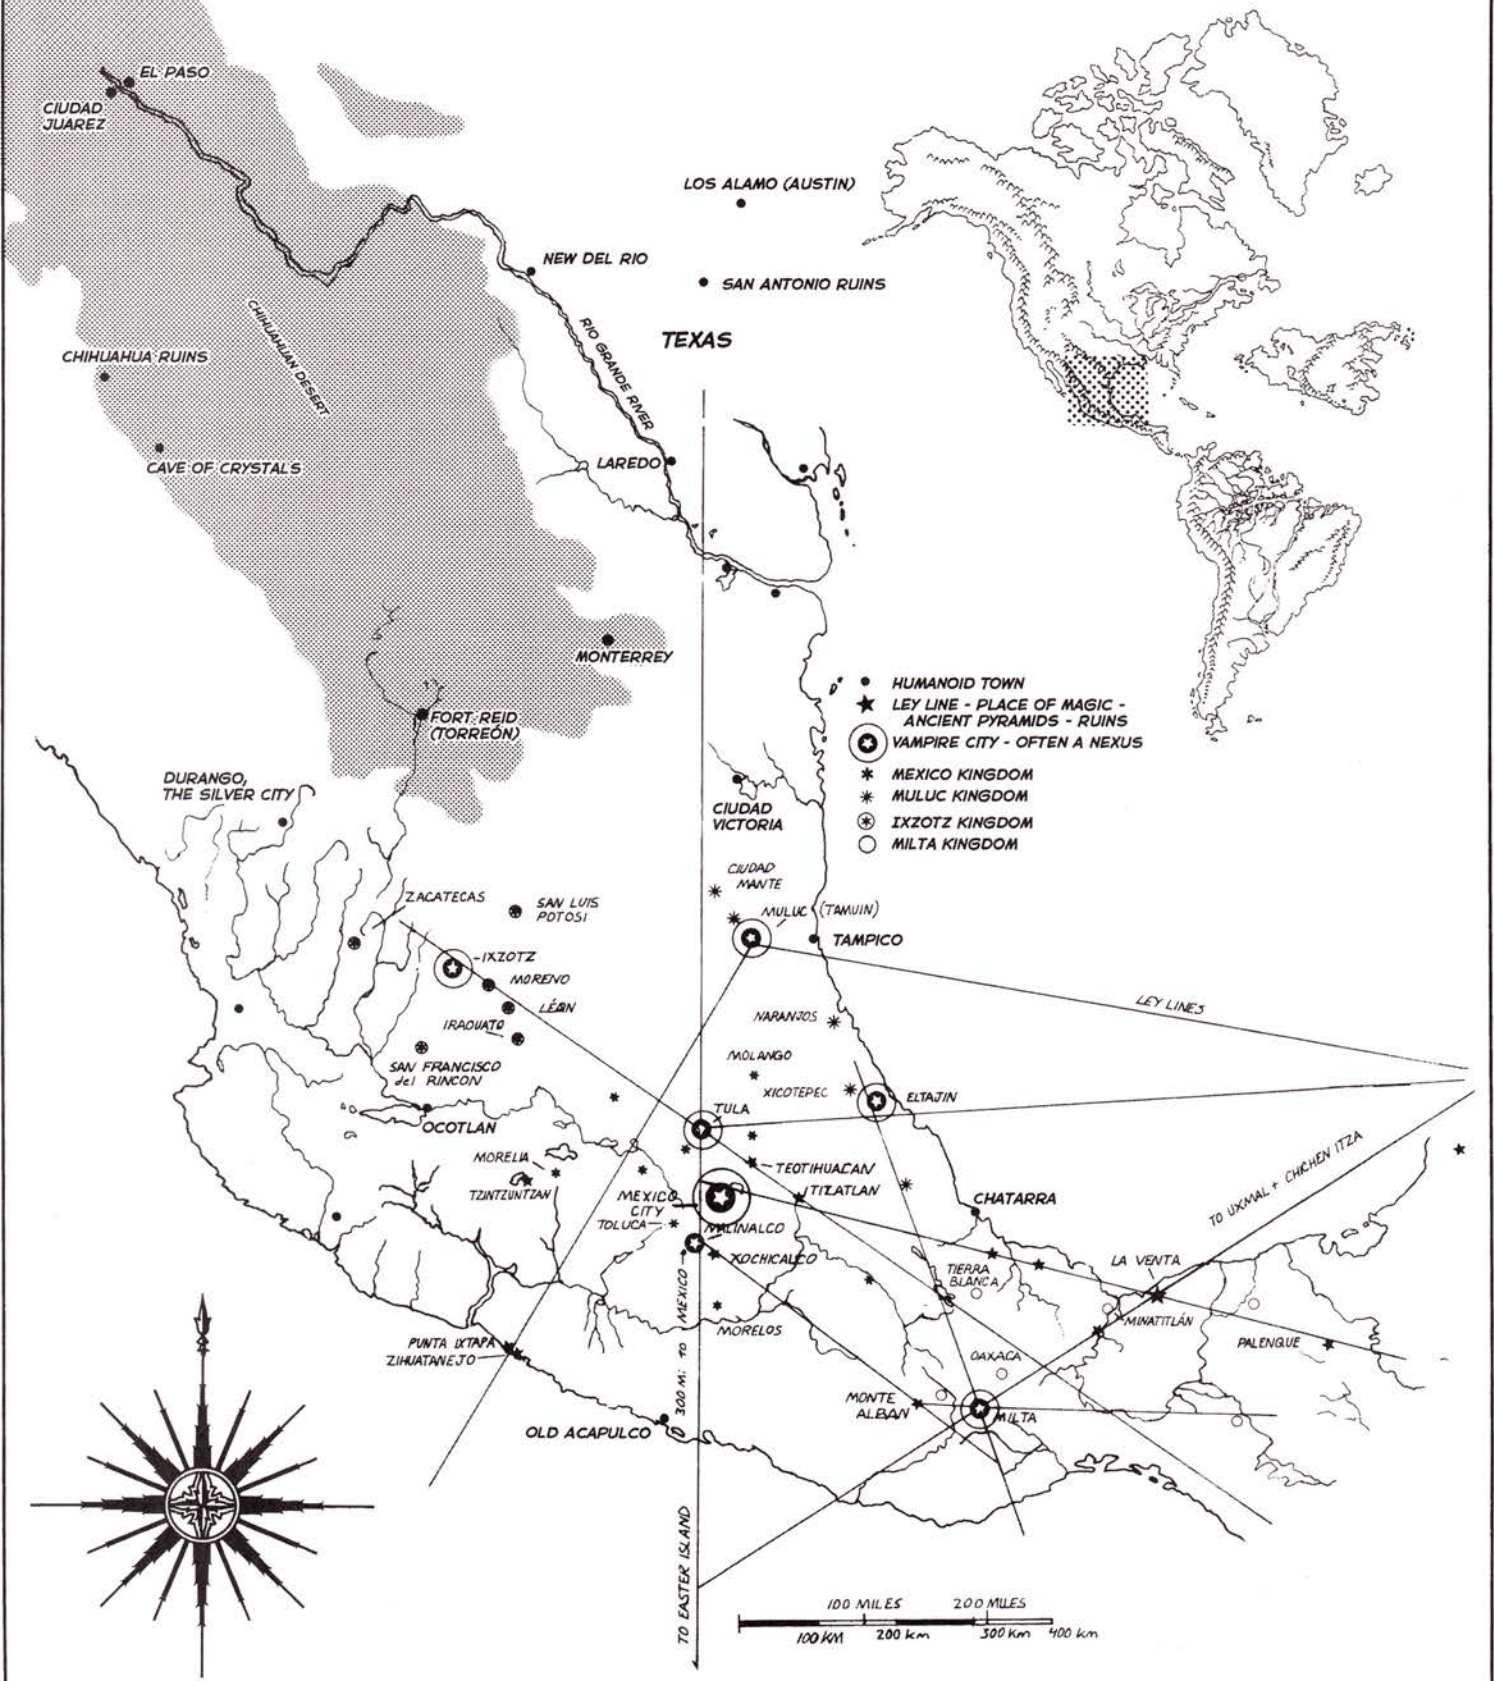 EL PASO
CIUDAD
JUAREZ
LOS ALAMO (AUSTIN)
NEW DEL RIO
SAN ANTONIO RUINS
CHIHUAHUAN DESERT
RIO GRANDE RIVER
TEXAS
CHIHUAHUA RUINS
CAVE OF CRYSTALS
LAREDO
MONTERREY
FORT REID
(TORREÓN)
HUMANOID TOWN
LEY LINE - PLACE OF MAGIC -
ANCIENT PYRAMIDS - RUINS
VAMPIRE CITY - OFTEN A NEXUS
MEXICO KINGDOM
MULUC KINGDOM
IXZOTZ KINGDOM
MILTA KINGDOM
DURANGO,
THE SILVER CITY
CIUDAD
VICTORIA
CIUDAD
MANTE
ZACATECAS
SAN LUIS
POTOSI
MULUC (TAMUIN)
TAMPICO
IXZOTZ
MORENO
LÉON
IRAOUATO
LEY LINES
NARANJOS
SAN FRANCISCO
del RINCON
MOLANGO
XICOTEPEC
ELTAJIN
TULA
OCOTLAN
MORELIA
TZINTZUNTZAN
TEOTIHUACAN
ITIZATLAN
MEXICO
CITY
CHATARRA
TO UXMAL + CHICHEN ITZA
TOLUCA
MALINALCO
XOCHICALCO
TIERRA
BLANCA
LA VENTA
MINATITLÁN
PALENQUE
MORELOS
300 Mi TO MEXICO
PUNTA IXTAPA
ZIHUATANEJO
OAXACA
MONTE
ALBAN
MILTA
OLD ACAPULCO
TO EASTER ISLAND
100 MILES 200 MILES
100 KM 200 km 300 Km 400 km